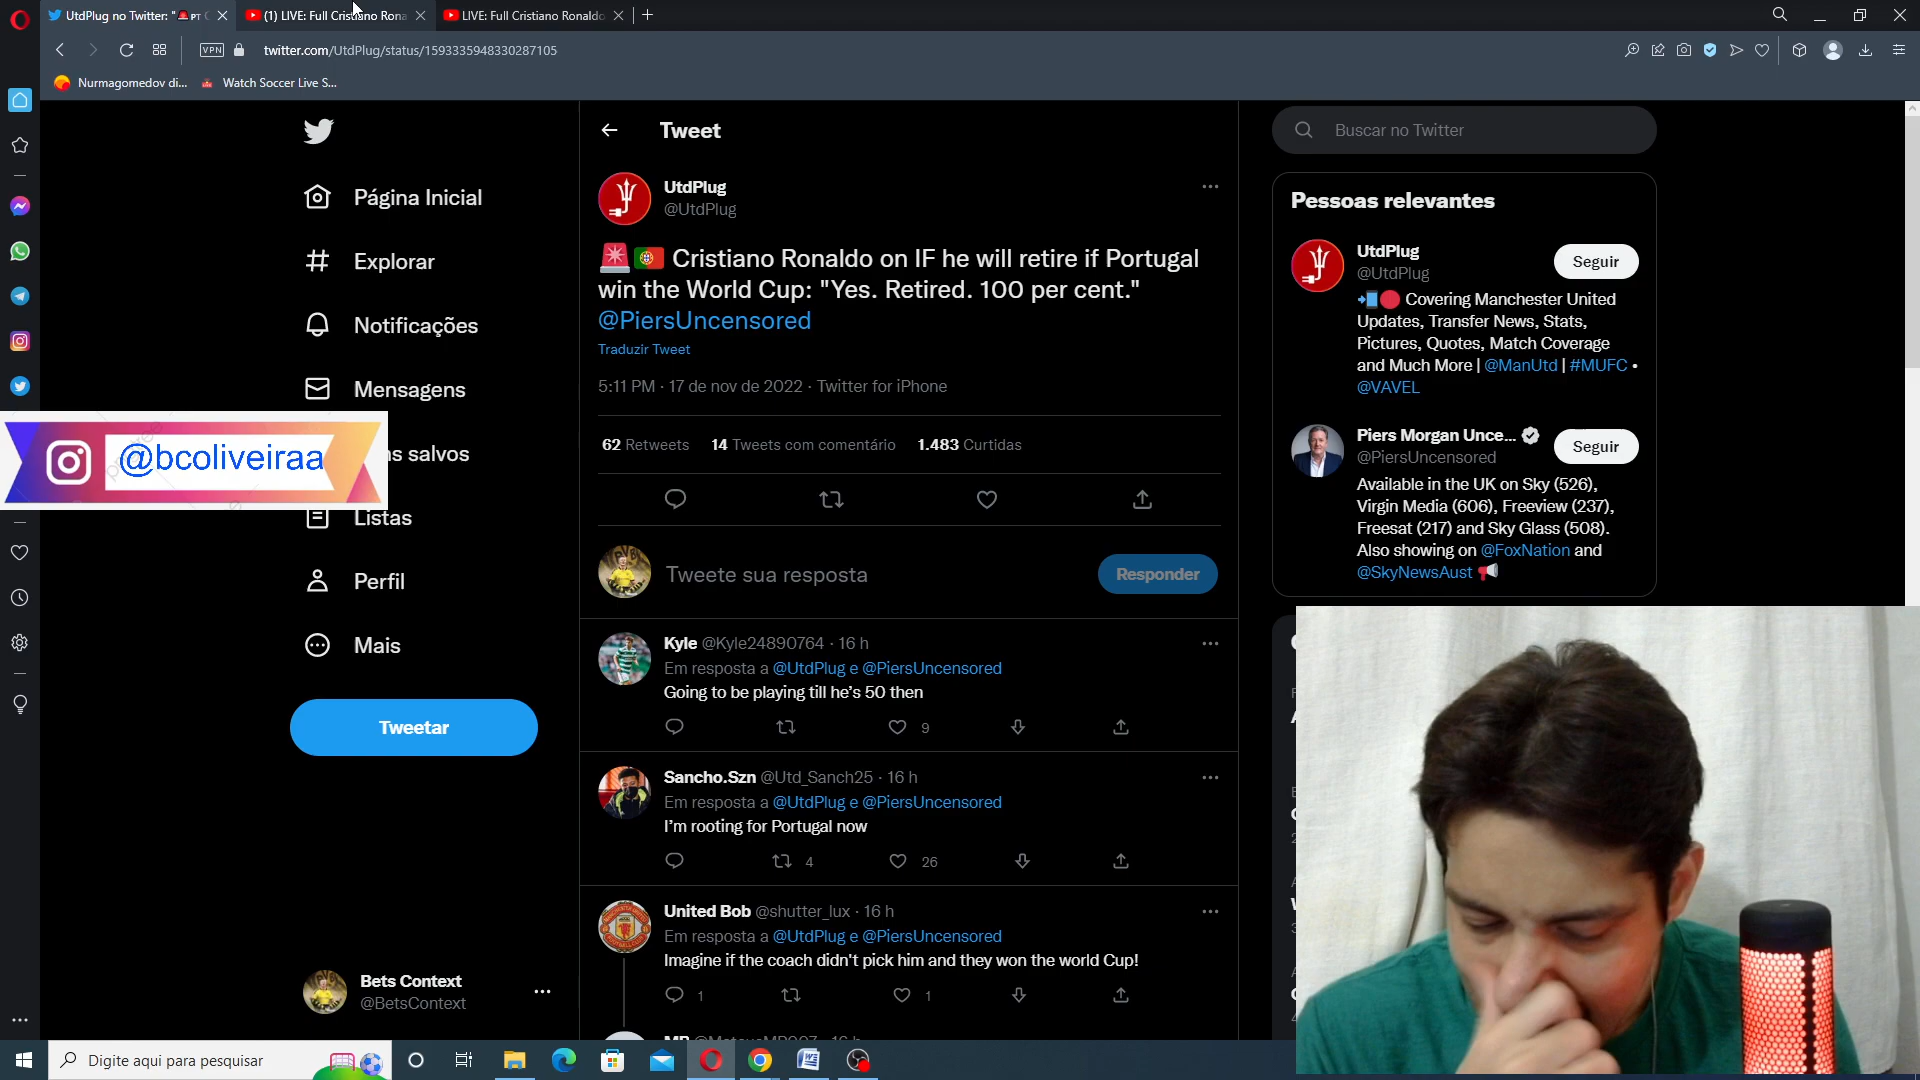 UtdPlug no Twitter: "🚨 PT
(1) LIVE: Full Cristiano Rona
LIVE: Full Cristiano Ronaldo
VPN
twitter.com/UtdPlug/status/1593335948330287105
Nurmagomedov di...
Watch Soccer Live S...
Tweet
Buscar no Twitter
Página Inicial
Explorar
Notificações
Mensagens
ns salvos
Listas
Perfil
Mais
Tweetar
@bcoliveiraa
Bets Context
@BetsContext
UtdPlug
@UtdPlug
🚨🇵🇹 Cristiano Ronaldo on IF he will retire if Portugal
win the World Cup: "Yes. Retired. 100 per cent."
@PiersUncensored
Traduzir Tweet
5:11 PM · 17 de nov de 2022 · Twitter for iPhone
62 Retweets 14 Tweets com comentário 1.483 Curtidas
Tweete sua resposta
Responder
Kyle @Kyle24890764 · 16 h
Em resposta a @UtdPlug e @PiersUncensored
Going to be playing till he's 50 then
9
Sancho.Szn @Utd_Sanch25 · 16 h
Em resposta a @UtdPlug e @PiersUncensored
I'm rooting for Portugal now
4 26
United Bob @shutter_lux · 16 h
Em resposta a @UtdPlug e @PiersUncensored
Imagine if the coach didn't pick him and they won the world Cup!
1 1
Pessoas relevantes
UtdPlug
@UtdPlug
Seguir
📲🔴 Covering Manchester United
Updates, Transfer News, Stats,
Pictures, Quotes, Match Coverage
and Much More | @ManUtd | #MUFC •
@VAVEL
Piers Morgan Unce...
@PiersUncensored
Seguir
Available in the UK on Sky (526),
Virgin Media (606), Freeview (237),
Freesat (217) and Sky Glass (508).
Also showing on @FoxNation and
@SkyNewsAust 📢
Digite aqui para pesquisar